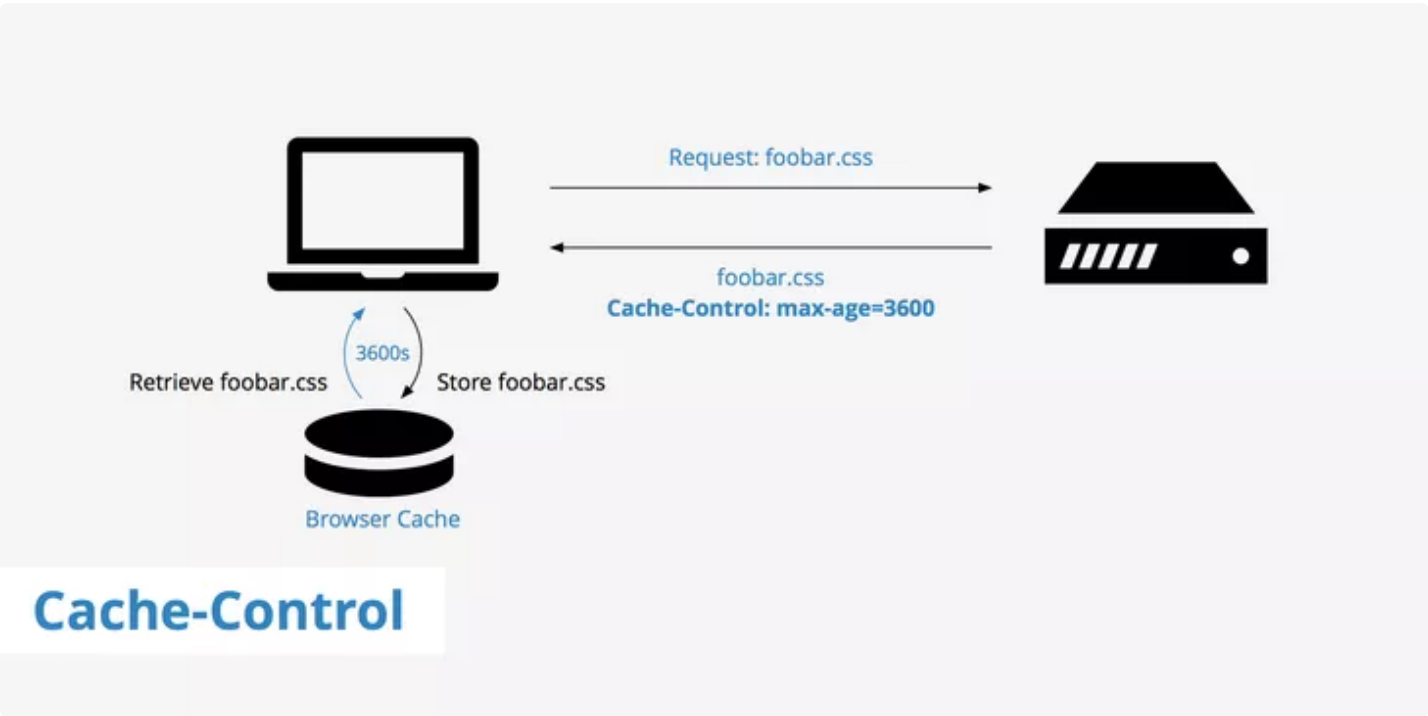 Request: foobar.css
foobar.css
Cache-Control: max-age=3600
3600s
Retrieve foobar.css
Store foobar.css
Browser Cache
Cache-Control